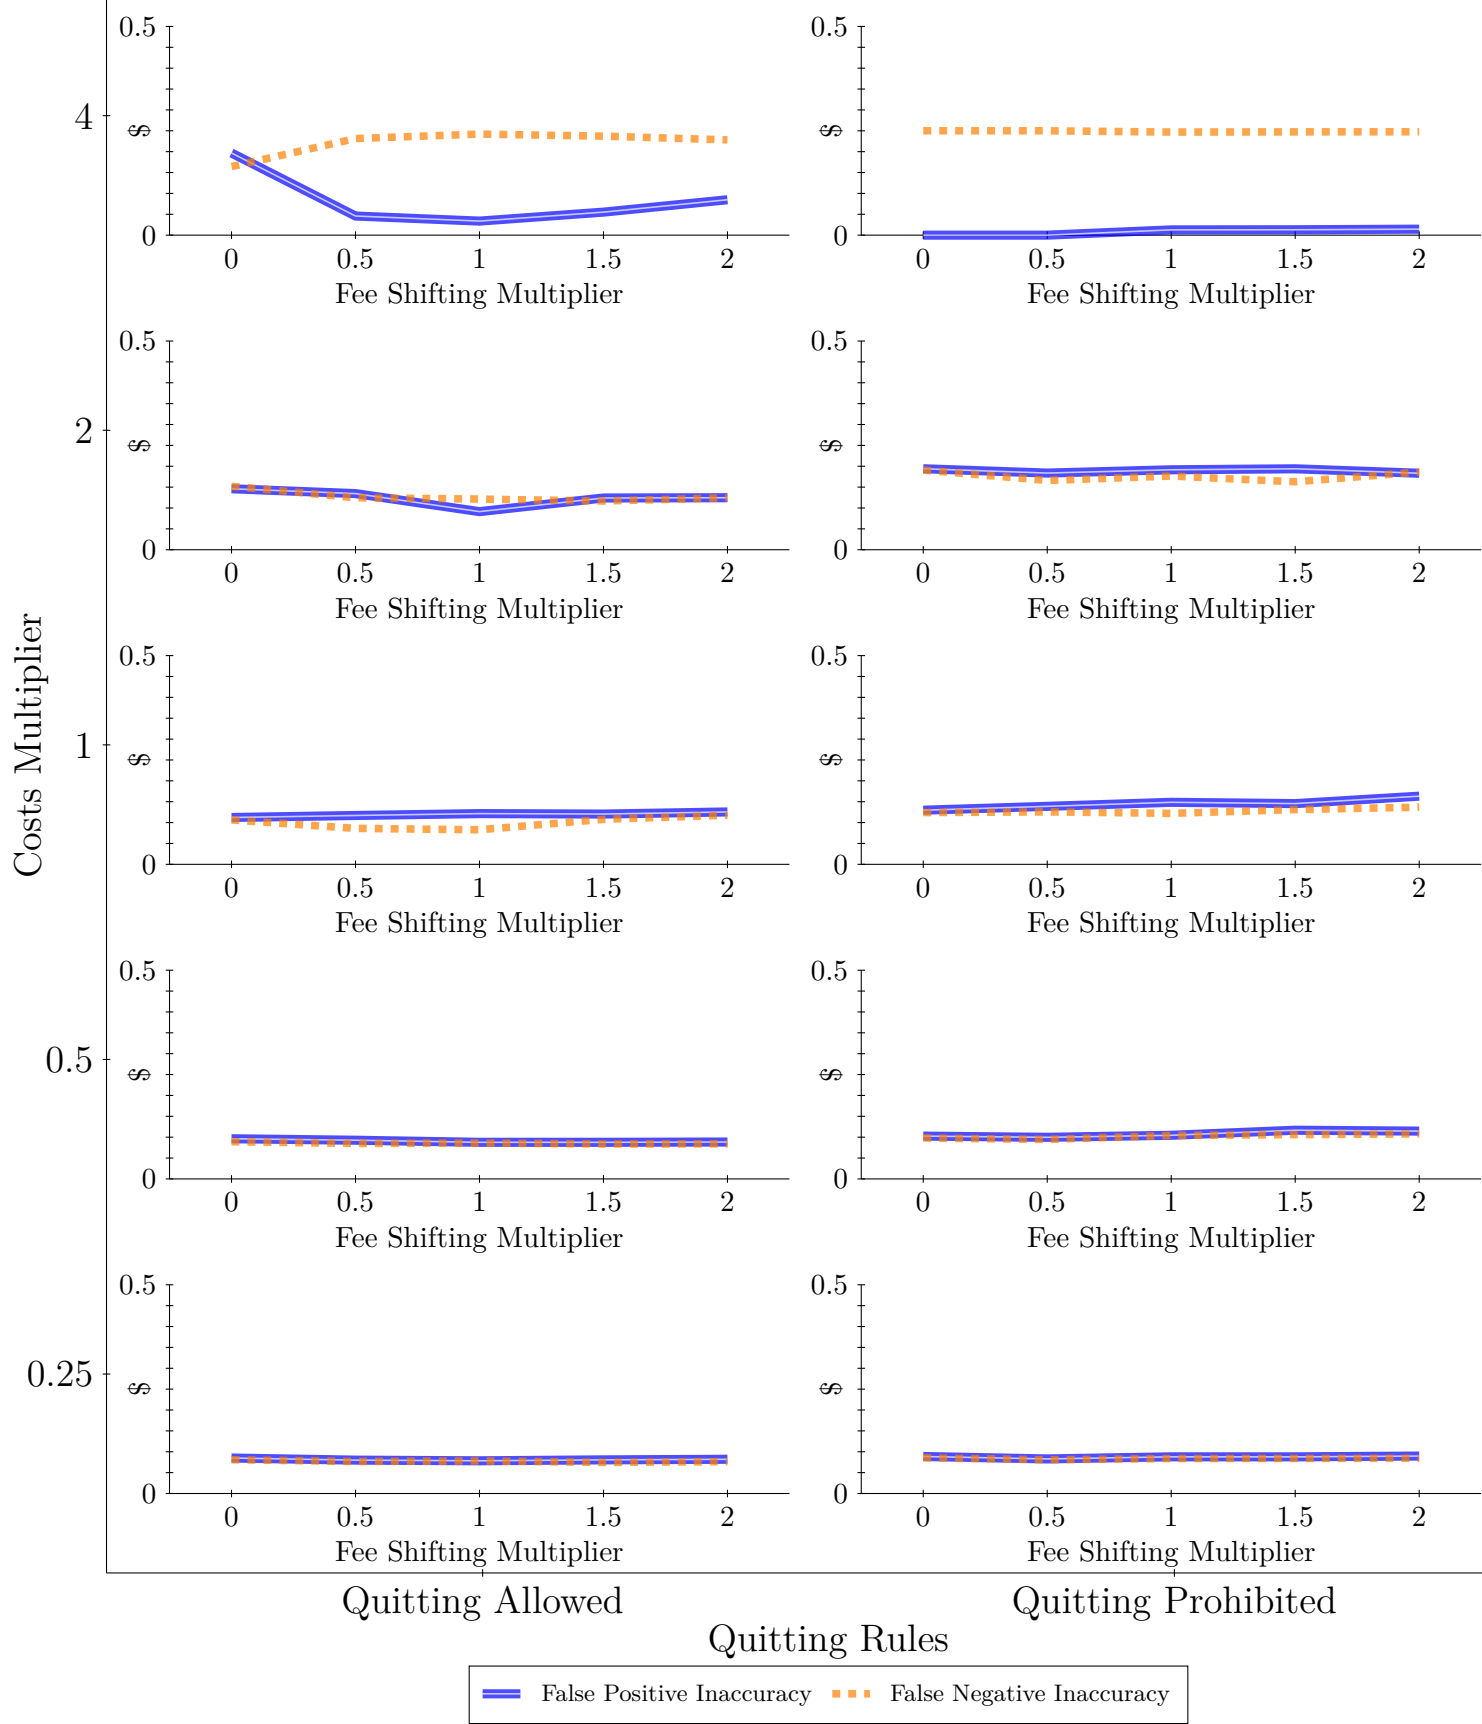 0.5 0.5
4 $ $
0 0
0 0.5 1 1.5 2 0 0.5 1 1.5 2
Fee Shifting Multiplier Fee Shifting Multiplier
0.5 0.5
2 $ $
0 0
0 0.5 1 1.5 2 0 0.5 1 1.5 2
Fee Shifting Multiplier Fee Shifting Multiplier
Costs Multiplier
0.5 0.5
1 $ $
0 0
0 0.5 1 1.5 2 0 0.5 1 1.5 2
Fee Shifting Multiplier Fee Shifting Multiplier
0.5 0.5
0.5 $ $
0 0
0 0.5 1 1.5 2 0 0.5 1 1.5 2
Fee Shifting Multiplier Fee Shifting Multiplier
0.5 0.5
0.25 $ $
0 0
0 0.5 1 1.5 2 0 0.5 1 1.5 2
Fee Shifting Multiplier Fee Shifting Multiplier
Quitting Allowed Quitting Prohibited
Quitting Rules
False Positive Inaccuracy False Negative Inaccuracy